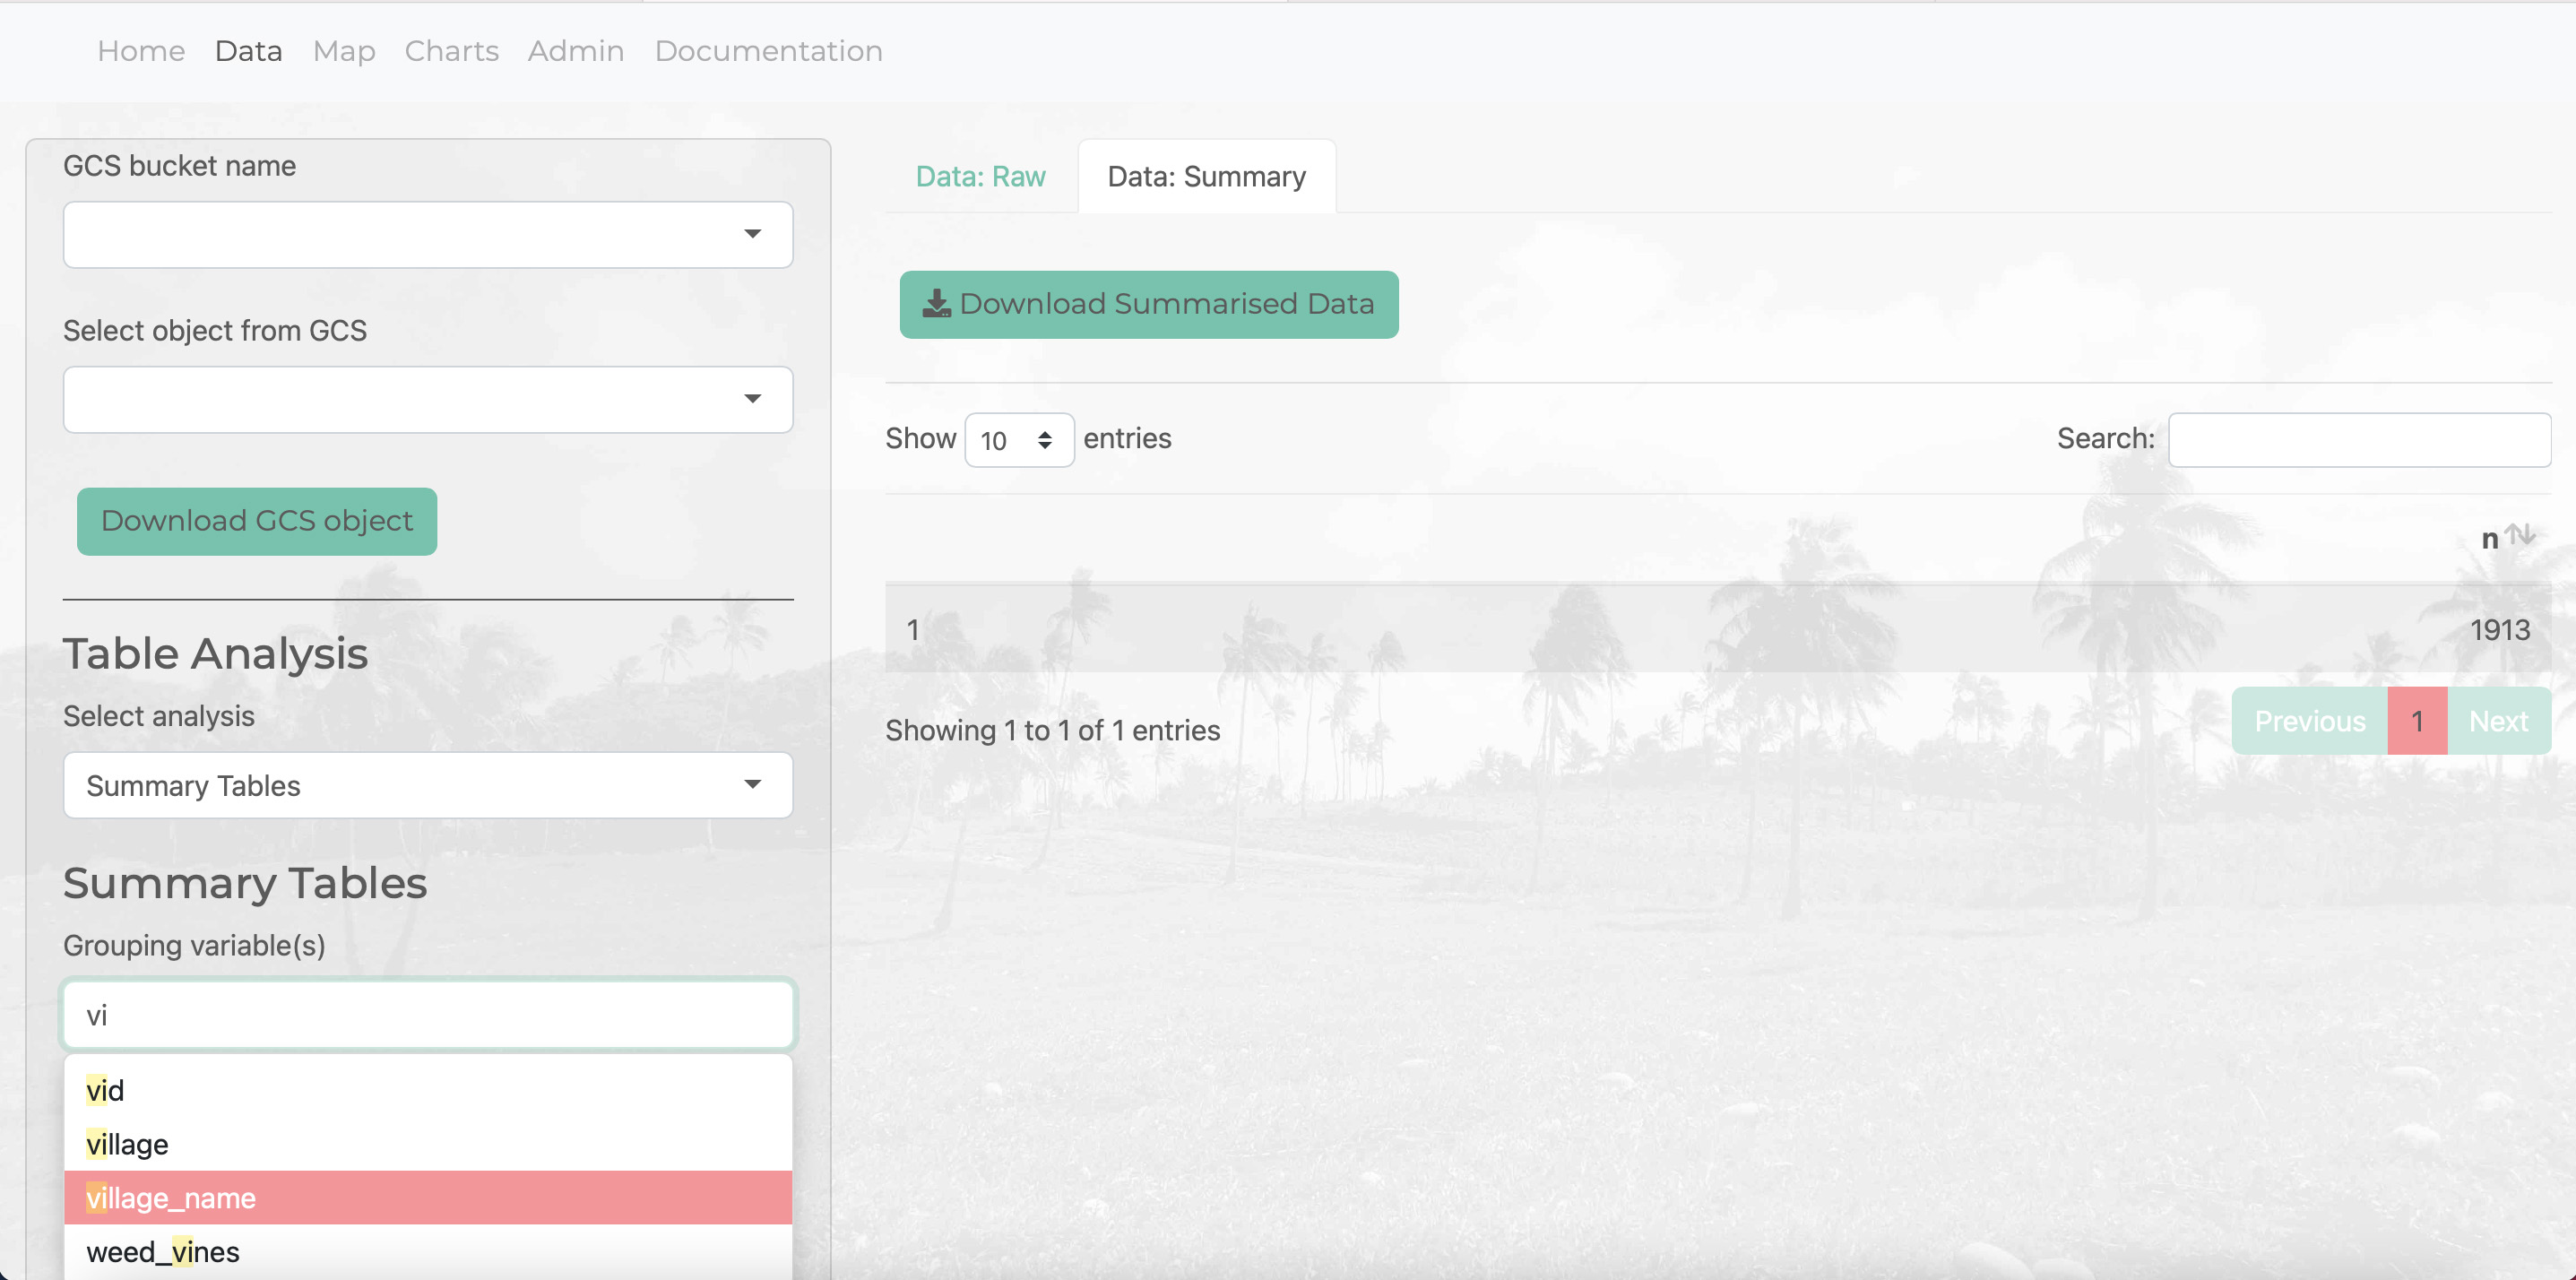 Home Data Map Charts Admin Documentation
GCS bucket name
Select object from GCS
Download GCS object
Table Analysis
Select analysis
Summary Tables
Summary Tables
Grouping variable(s)
vi
vid
village
village_name
weed_vines
Data: Raw Data: Summary
Download Summarised Data
Show 10 entries Search:
n
1 1913
Showing 1 to 1 of 1 entries Previous 1 Next